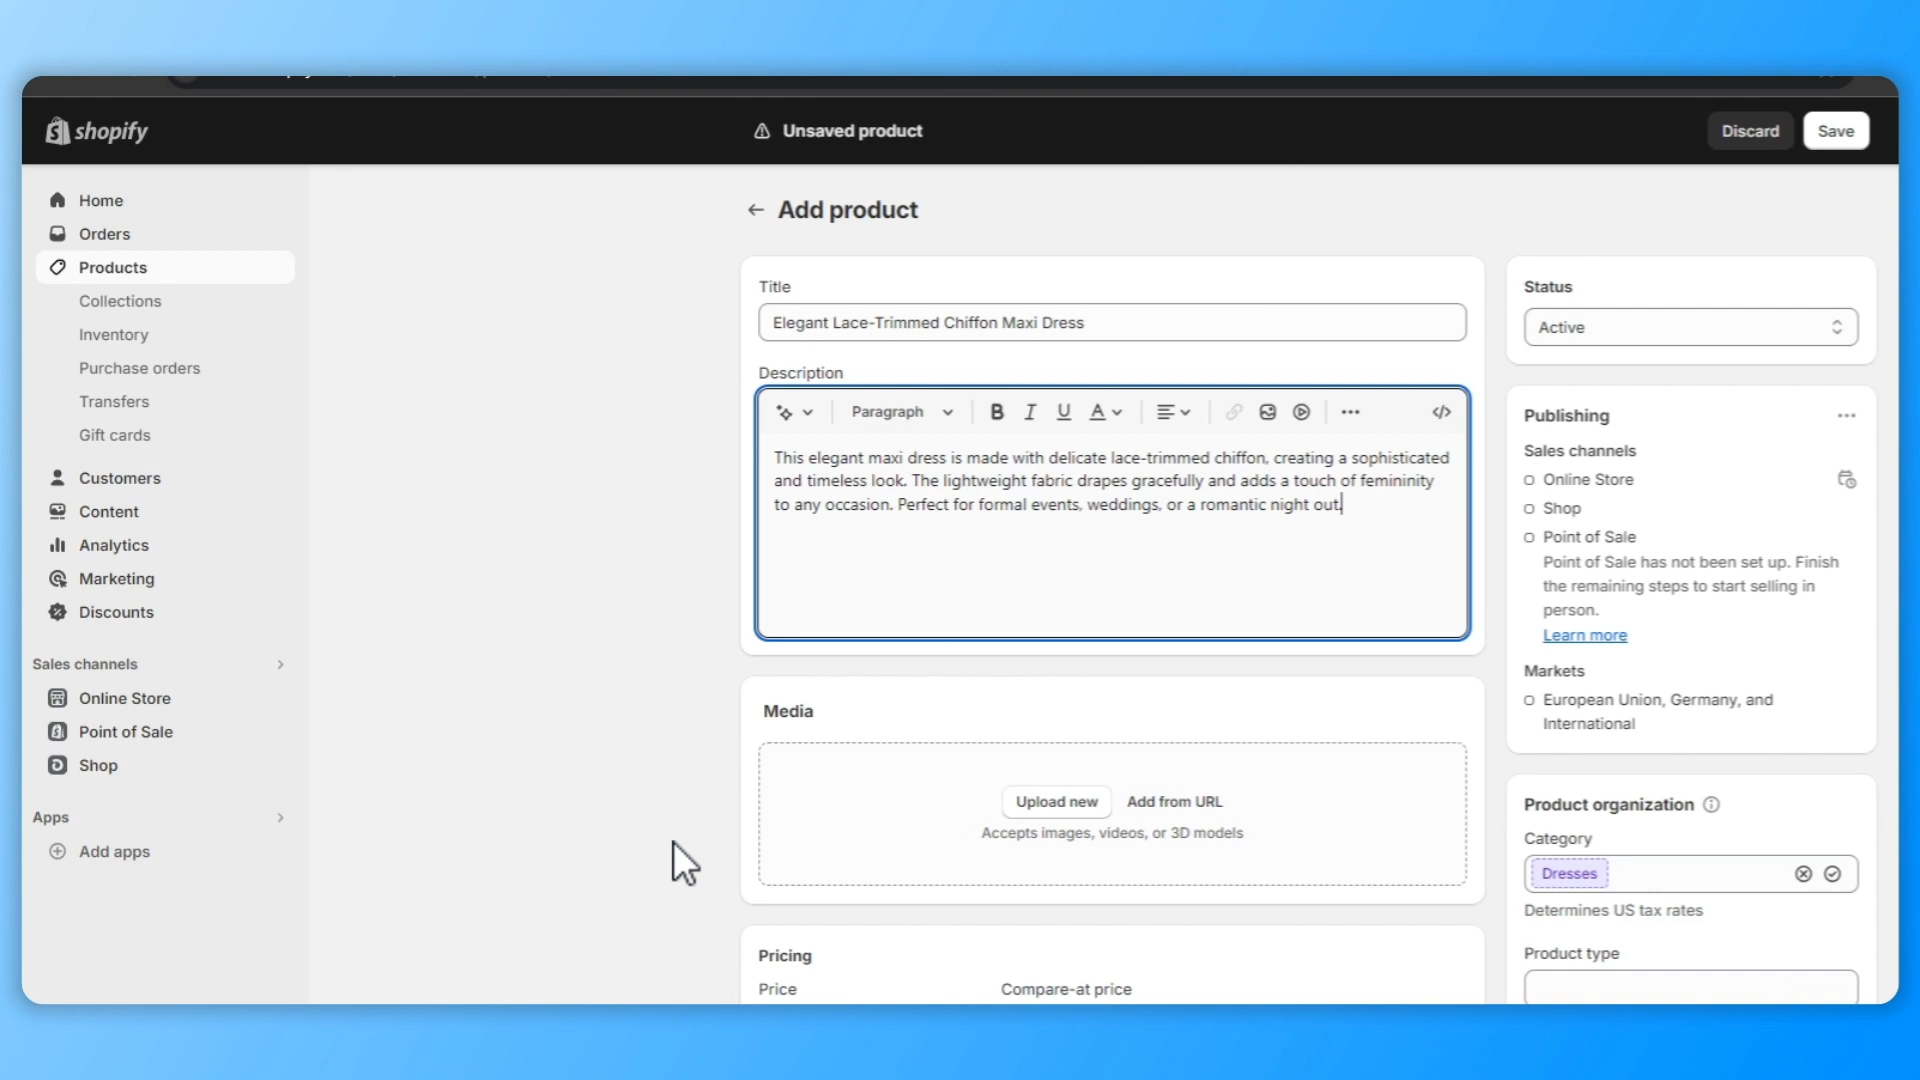 shopify
Unsaved product
Discard
Save
Home
Orders
Products
Collections
Inventory
Purchase orders
Transfers
Gift cards
Customers
Content
Analytics
Marketing
Discounts
Sales channels
Online Store
Point of Sale
Shop
Apps
Add apps
Add product
Title
Elegant Lace-Trimmed Chiffon Maxi Dress
Description
Paragraph
B I U A
This elegant maxi dress is made with delicate lace-trimmed chiffon, creating a sophisticated
and timeless look. The lightweight fabric drapes gracefully and adds a touch of femininity
to any occasion. Perfect for formal events, weddings, or a romantic night out.
Media
Upload new
Add from URL
Accepts images, videos, or 3D models
Pricing
Price
Compare-at price
Status
Active
Publishing
Sales channels
Online Store
Shop
Point of Sale
Point of Sale has not been set up. Finish
the remaining steps to start selling in
person.
Learn more
Markets
European Union, Germany, and
International
Product organization
Category
Dresses
Determines US tax rates
Product type